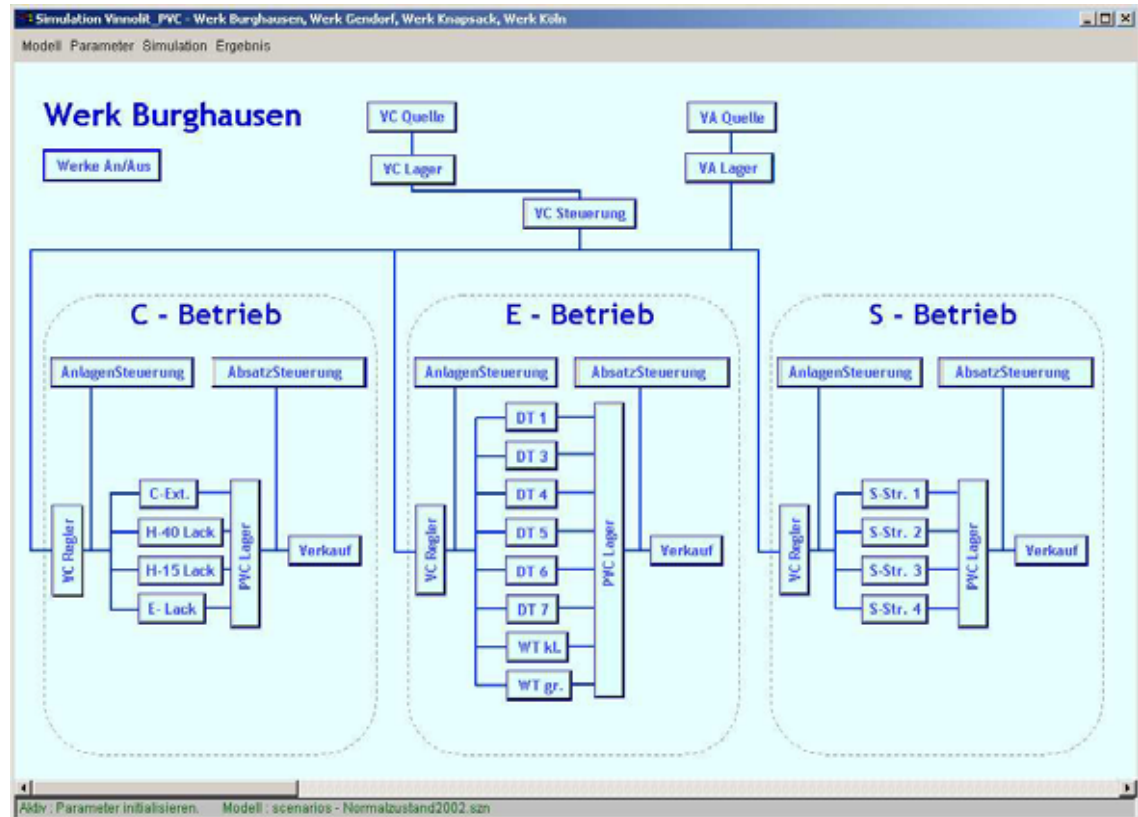 Simulation Vinnolit_PVC - Werk Burghausen, Werk Gendorf, Werk Knapsack, Werk Köln
Modell Parameter Simulation Ergebnis
Werk Burghausen
Werke An/Aus
VC Quelle
VA Quelle
VC Lager
VA Lager
VC Steuerung
C - Betrieb
AnlagenSteuerung
AbsatzSteuerung
VC Regler
C-Ext.
H-40 Lack
H-15 Lack
E- Lack
PVC Lager
Verkauf
E - Betrieb
AnlagenSteuerung
AbsatzSteuerung
VC Regler
DT 1
DT 3
DT 4
DT 5
DT 6
DT 7
WT kl.
WT gr.
PVC Lager
Verkauf
S - Betrieb
AnlagenSteuerung
AbsatzSteuerung
VC Regler
S-Str. 1
S-Str. 2
S-Str. 3
S-Str. 4
PVC Lager
Verkauf
Aktiv : Parameter initialisieren. Modell : scenarios - Normalzustand2002.szn